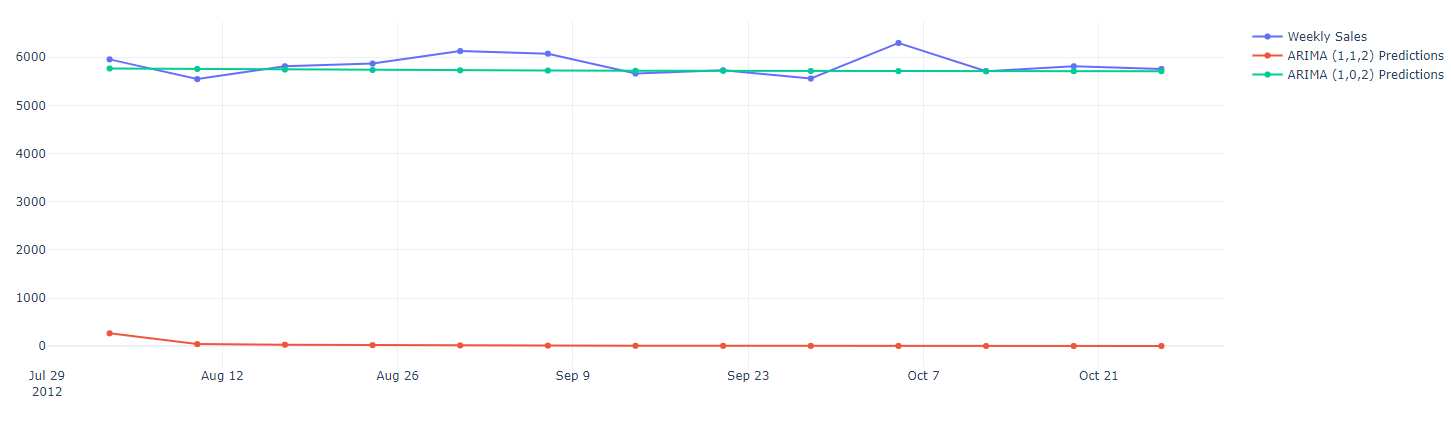 6000
5000
4000
3000
2000
1000
0
Jul 29
2012
Aug 12
Aug 26
Sep 9
Sep 23
Oct 7
Oct 21
Weekly Sales
ARIMA (1,1,2) Predictions
ARIMA (1,0,2) Predictions